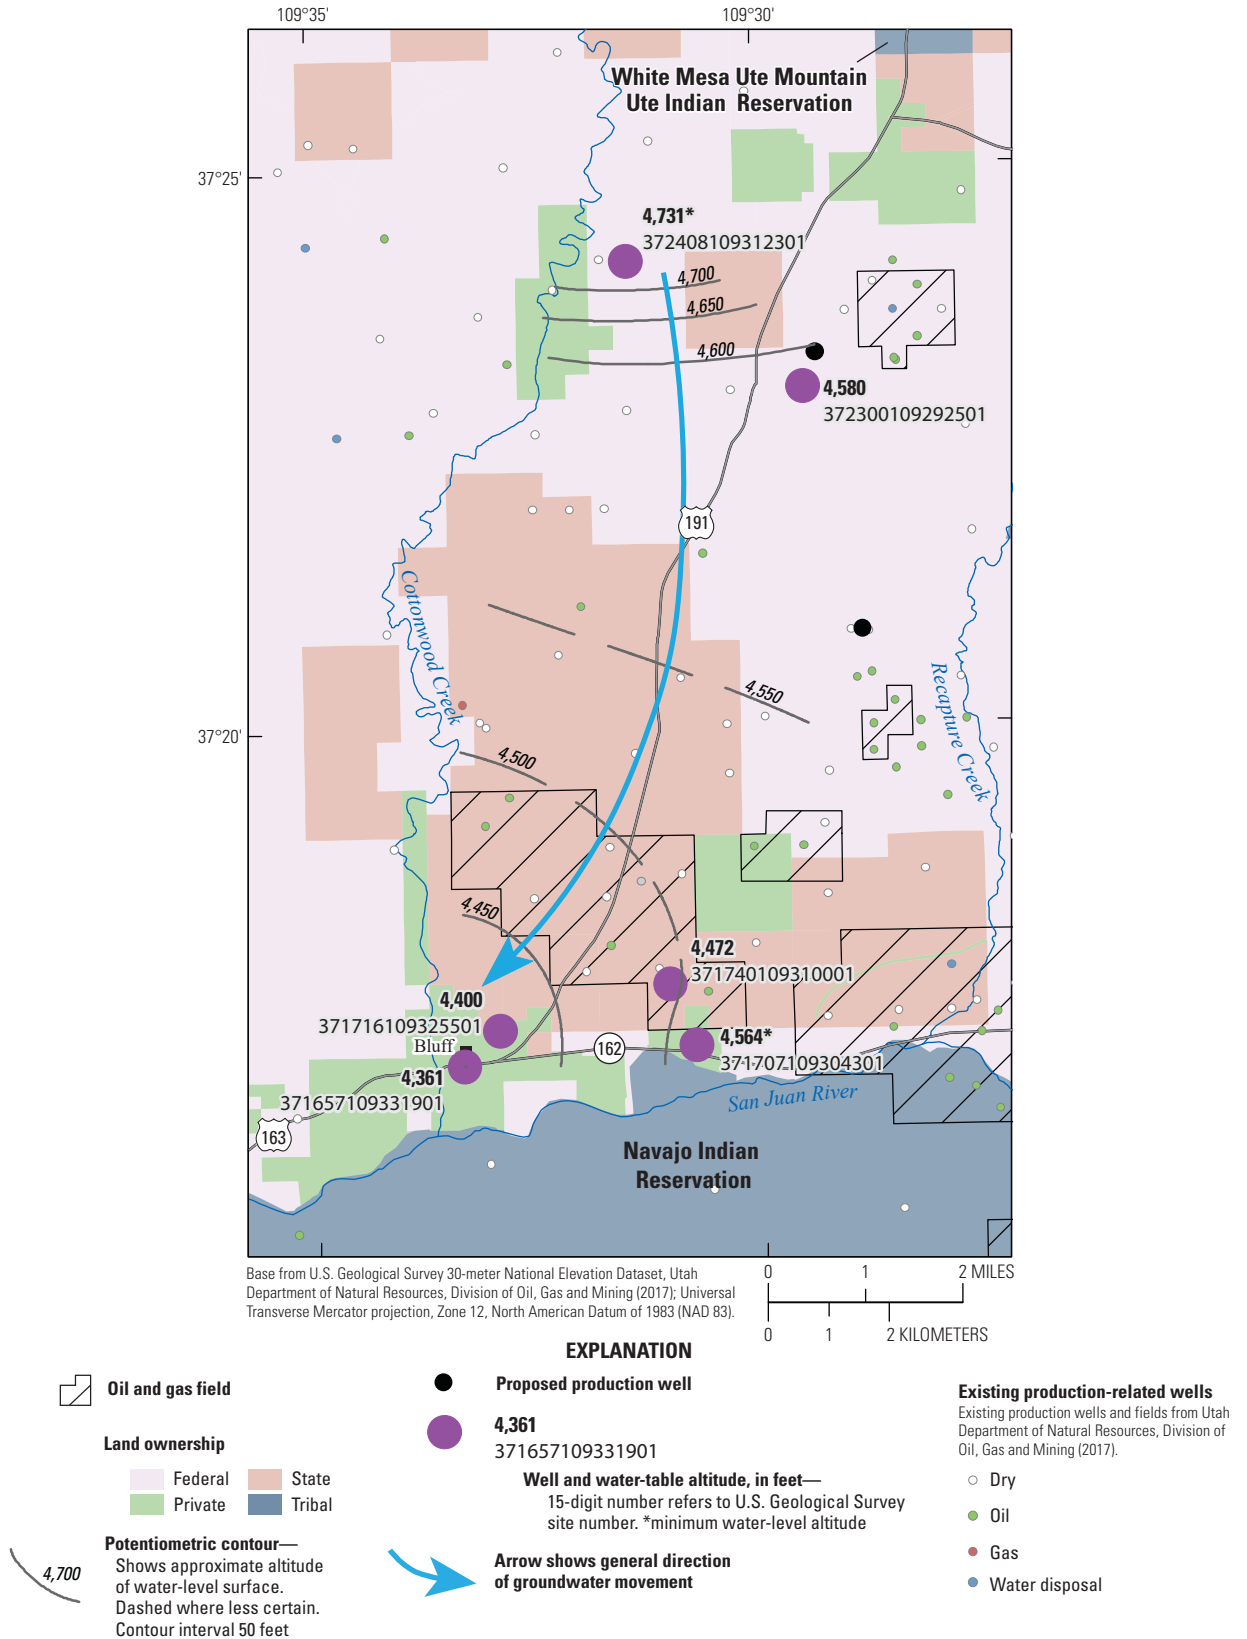 109°35'
109°30'
White Mesa Ute Mountain
Ute Indian Reservation
37°25'
4,731*
372408109312301
4,700
4,650
4,600
4,580
372300109292501
191
Cottonwood Creek
Recapture Creek
4,550
37°20'
4,500
4,450
4,472
371740109310001
4,400
371716109325501
Bluff
162
4,564*
371707109304301
4,361
371657109331901
San Juan River
163
Navajo Indian
Reservation
Base from U.S. Geological Survey 30-meter National Elevation Dataset, Utah
Department of Natural Resources, Division of Oil, Gas and Mining (2017); Universal
Transverse Mercator projection, Zone 12, North American Datum of 1983 (NAD 83).
0 1 2 MILES
0 1 2 KILOMETERS
EXPLANATION
Oil and gas field
Land ownership
Federal
State
Private
Tribal
Potentiometric contour—
4,700
Shows approximate altitude
of water-level surface.
Dashed where less certain.
Contour interval 50 feet
Proposed production well
4,361
371657109331901
Well and water-table altitude, in feet—
15-digit number refers to U.S. Geological Survey
site number. *minimum water-level altitude
Arrow shows general direction
of groundwater movement
Existing production-related wells
Existing production wells and fields from Utah
Department of Natural Resources, Division of
Oil, Gas and Mining (2017).
Dry
Oil
Gas
Water disposal